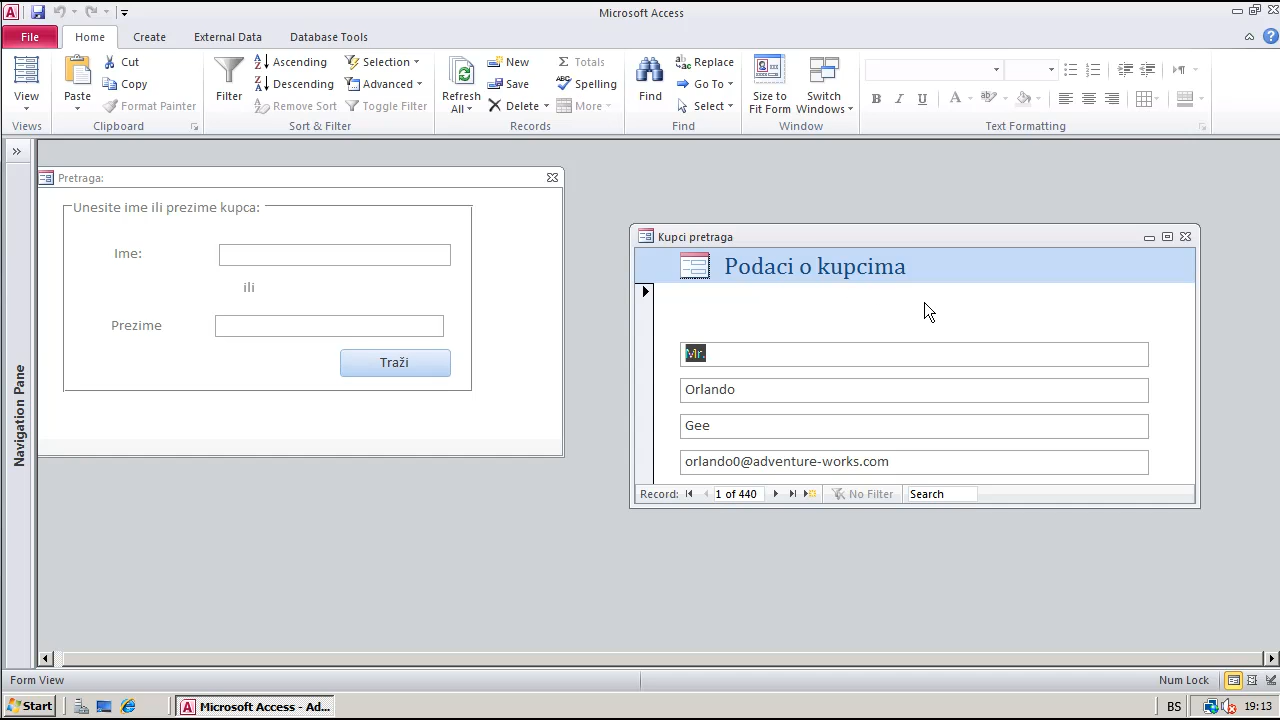 Microsoft Access
File Home Create External Data Database Tools
View
Views
Paste
Cut
Copy
Format Painter
Clipboard
Filter
Ascending
Descending
Remove Sort
Selection
Advanced
Toggle Filter
Sort & Filter
Refresh
All
New
Save
Delete
Totals
Spelling
More
Records
Find
Replace
Go To
Select
Find
Size to
Fit Form
Switch
Windows
Window
Text Formatting
Navigation Pane
Pretraga:
Unesite ime ili prezime kupca:
Ime:
ili
Prezime
Traži
Kupci pretraga
Podaci o kupcima
Mr.
Orlando
Gee
orlando0@adventure-works.com
Record: 1 of 440 No Filter Search
Form View Num Lock
Start Microsoft Access - Ad... BS 19:13